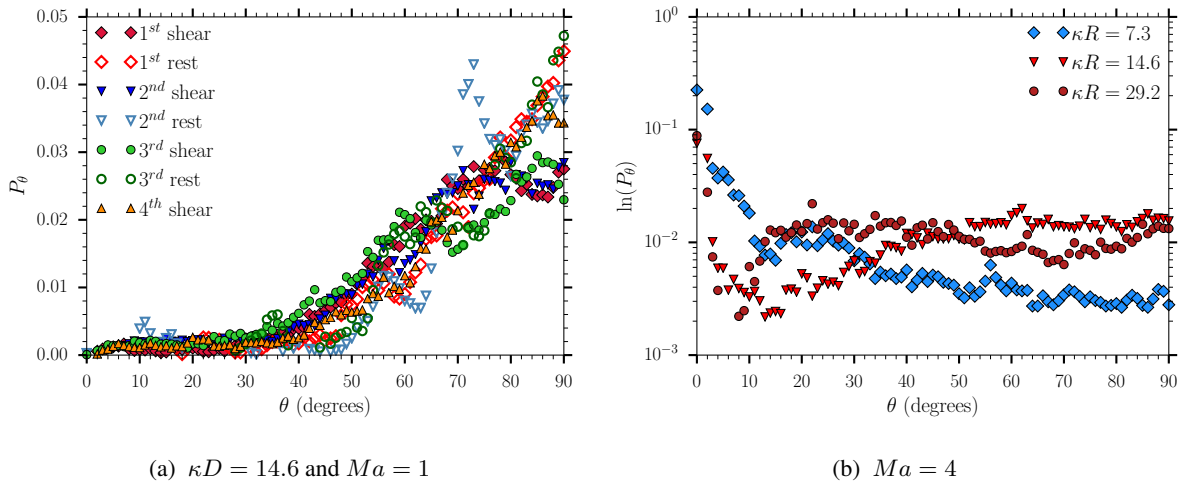 0.05
0.04
0.03
0.02
0.01
0.00
P_θ
1^st shear
1^st rest
2^nd shear
2^nd rest
3^rd shear
3^rd rest
4^th shear
0 10 20 30 40 50 60 70 80 90
θ (degrees)
(a) κD = 14.6 and Ma = 1
10^0
10^−1
10^−2
10^−3
ln(P_θ)
κR = 7.3
κR = 14.6
κR = 29.2
0 10 20 30 40 50 60 70 80 90
θ (degrees)
(b) Ma = 4